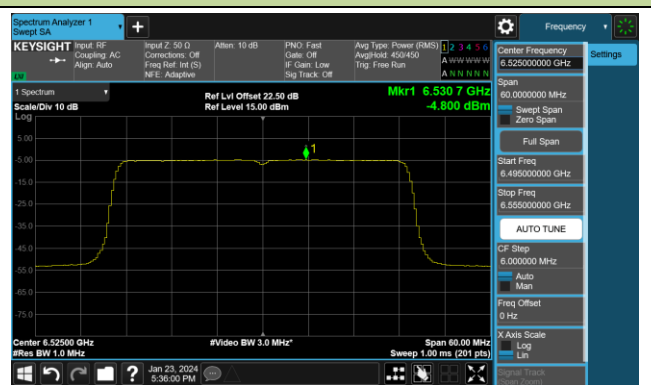 Spectrum Analyzer 1
Swept SA
Frequency
KEYSIGHT
Input: RF
Coupling: AC
Align: Auto
Input Z: 50 Ω
Corrections: Off
Freq Ref: Int (S)
NFE: Adaptive
Atten: 10 dB
PNO: Fast
Gate: Off
IF Gain: Low
Sig Track: Off
Avg Type: Power (RMS)
Avg|Hold: 450/450
Trig: Free Run
1 2 3 4 5 6
A W W W W W
A N N N N N
LW
1 Spectrum
Scale/Div 10 dB
Log
Ref Lvl Offset 22.50 dB
Ref Level 15.00 dBm
Mkr1 6.530 7 GHz
-4.800 dBm
5.00
-5.00
-15.0
-25.0
-35.0
-45.0
-55.0
-65.0
-75.0
1
Center 6.52500 GHz
#Res BW 1.0 MHz
#Video BW 3.0 MHz*
Span 60.00 MHz
Sweep 1.00 ms (201 pts)
Jan 23, 2024
5:36:00 PM
Center Frequency
6.525000000 GHz
Settings
Span
60.0000000 MHz
Swept Span
Zero Span
Full Span
Start Freq
6.495000000 GHz
Stop Freq
6.555000000 GHz
AUTO TUNE
CF Step
6.000000 MHz
Auto
Man
Freq Offset
0 Hz
X Axis Scale
Log
Lin
Signal Track
(Span Zoom)